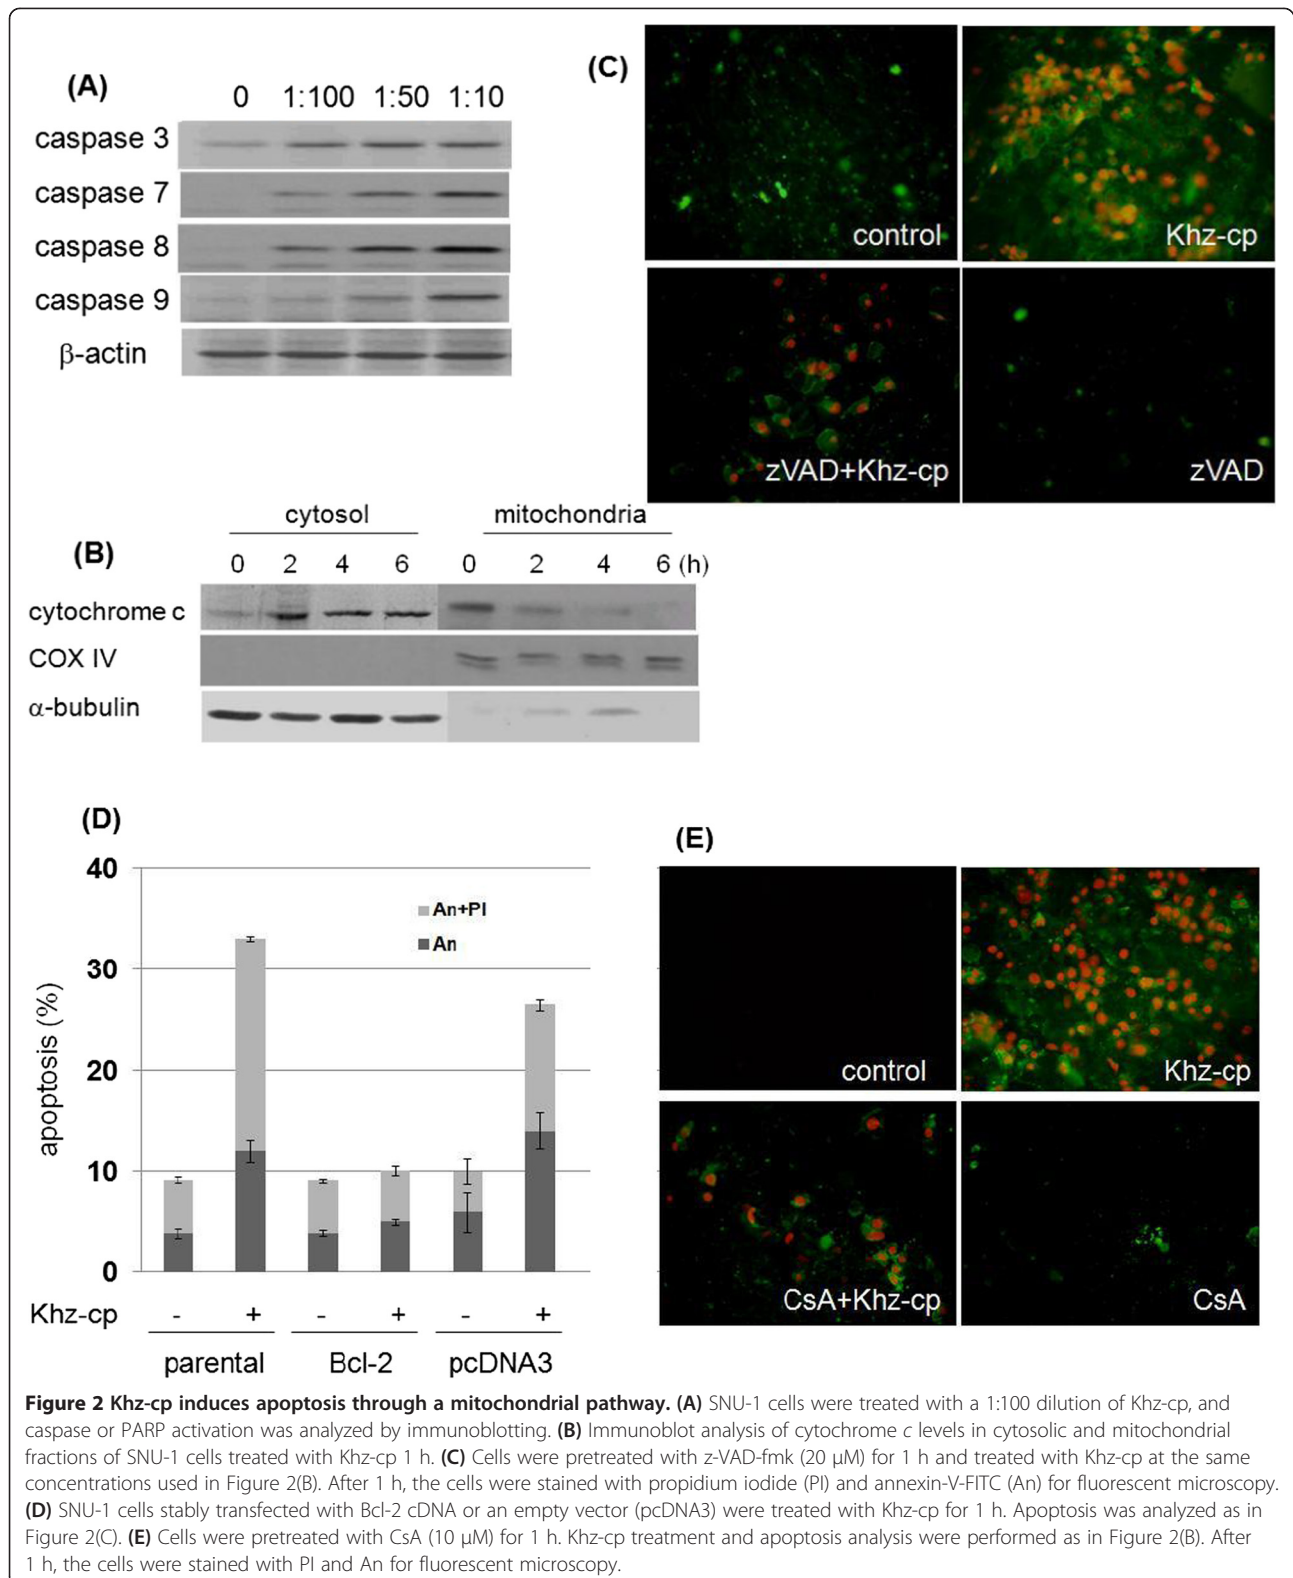 (A)
0 1:100 1:50 1:10
caspase 3
caspase 7
caspase 8
caspase 9
β-actin
(C)
control
Khz-cp
zVAD+Khz-cp
zVAD
(B)
cytosol mitochondria
0 2 4 6 0 2 4 6 (h)
cytochrome c
COX IV
α-bubulin
(D)
40
30
20
10
0
apoptosis (%)
An+PI
An
Khz-cp - + - + - +
parental Bcl-2 pcDNA3
(E)
control
Khz-cp
CsA+Khz-cp
CsA
Figure 2 Khz-cp induces apoptosis through a mitochondrial pathway. (A) SNU-1 cells were treated with a 1:100 dilution of Khz-cp, and
caspase or PARP activation was analyzed by immunoblotting. (B) Immunoblot analysis of cytochrome c levels in cytosolic and mitochondrial
fractions of SNU-1 cells treated with Khz-cp 1 h. (C) Cells were pretreated with z-VAD-fmk (20 μM) for 1 h and treated with Khz-cp at the same
concentrations used in Figure 2(B). After 1 h, the cells were stained with propidium iodide (PI) and annexin-V-FITC (An) for fluorescent microscopy.
(D) SNU-1 cells stably transfected with Bcl-2 cDNA or an empty vector (pcDNA3) were treated with Khz-cp for 1 h. Apoptosis was analyzed as in
Figure 2(C). (E) Cells were pretreated with CsA (10 μM) for 1 h. Khz-cp treatment and apoptosis analysis were performed as in Figure 2(B). After
1 h, the cells were stained with PI and An for fluorescent microscopy.